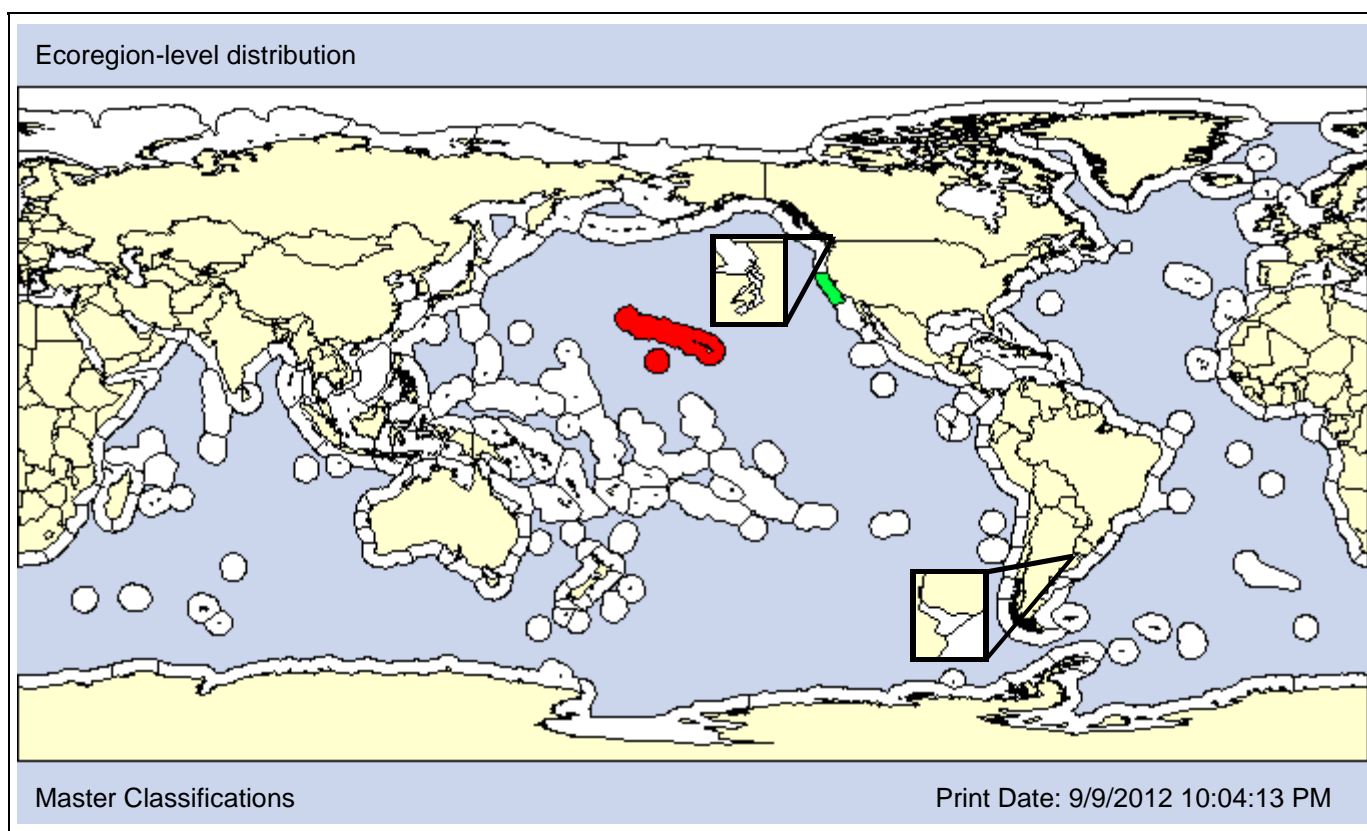 Ecoregion-level distribution
Master Classifications
Print Date: 9/9/2012 10:04:13 PM